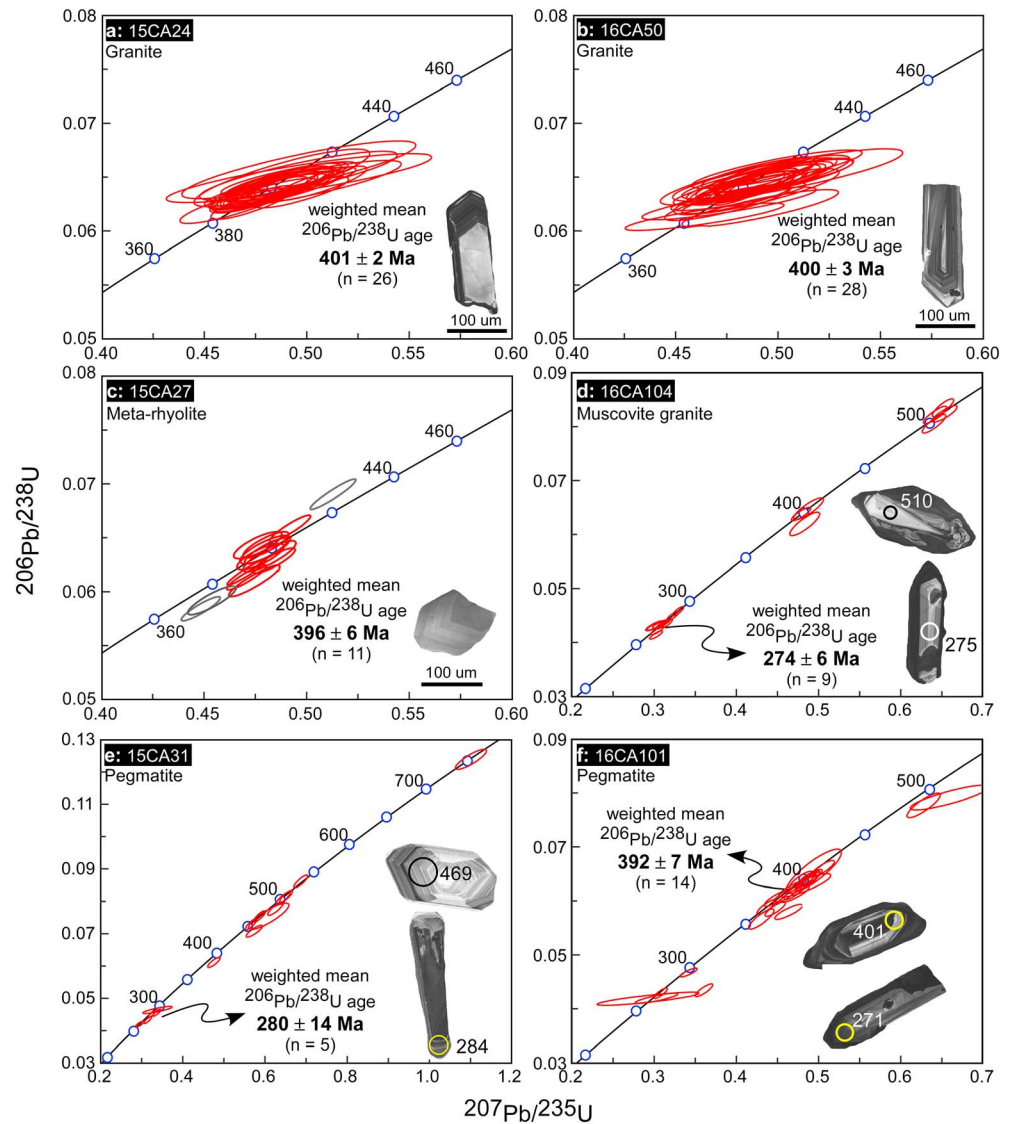 206Pb/238U
a: 15CA24
Granite
0.08
0.07
0.06
0.05
0.40
0.45
0.50
0.55
0.60
360
380
440
460
weighted mean
206Pb/238U age
401 ± 2 Ma
(n = 26)
100 um
b: 16CA50
Granite
0.08
0.07
0.06
0.05
0.40
0.45
0.50
0.55
0.60
360
440
460
weighted mean
206Pb/238U age
400 ± 3 Ma
(n = 28)
100 um
c: 15CA27
Meta-rhyolite
0.08
0.07
0.06
0.05
0.40
0.45
0.50
0.55
0.60
360
440
460
weighted mean
206Pb/238U age
396 ± 6 Ma
(n = 11)
100 um
d: 16CA104
Muscovite granite
0.09
0.07
0.05
0.03
0.2
0.3
0.4
0.5
0.6
0.7
300
400
500
510
275
weighted mean
206Pb/238U age
274 ± 6 Ma
(n = 9)
e: 15CA31
Pegmatite
0.13
0.11
0.09
0.07
0.05
0.03
0.2
0.4
0.6
0.8
1.0
1.2
300
400
500
600
700
469
284
weighted mean
206Pb/238U age
280 ± 14 Ma
(n = 5)
f: 16CA101
Pegmatite
0.09
0.07
0.05
0.03
0.2
0.3
0.4
0.5
0.6
0.7
300
400
500
weighted mean
206Pb/238U age
392 ± 7 Ma
(n = 14)
401
271
207Pb/235U